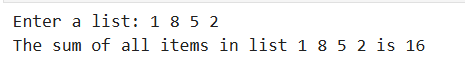 Enter a list: 1 8 5 2
The sum of all items in list 1 8 5 2 is 16